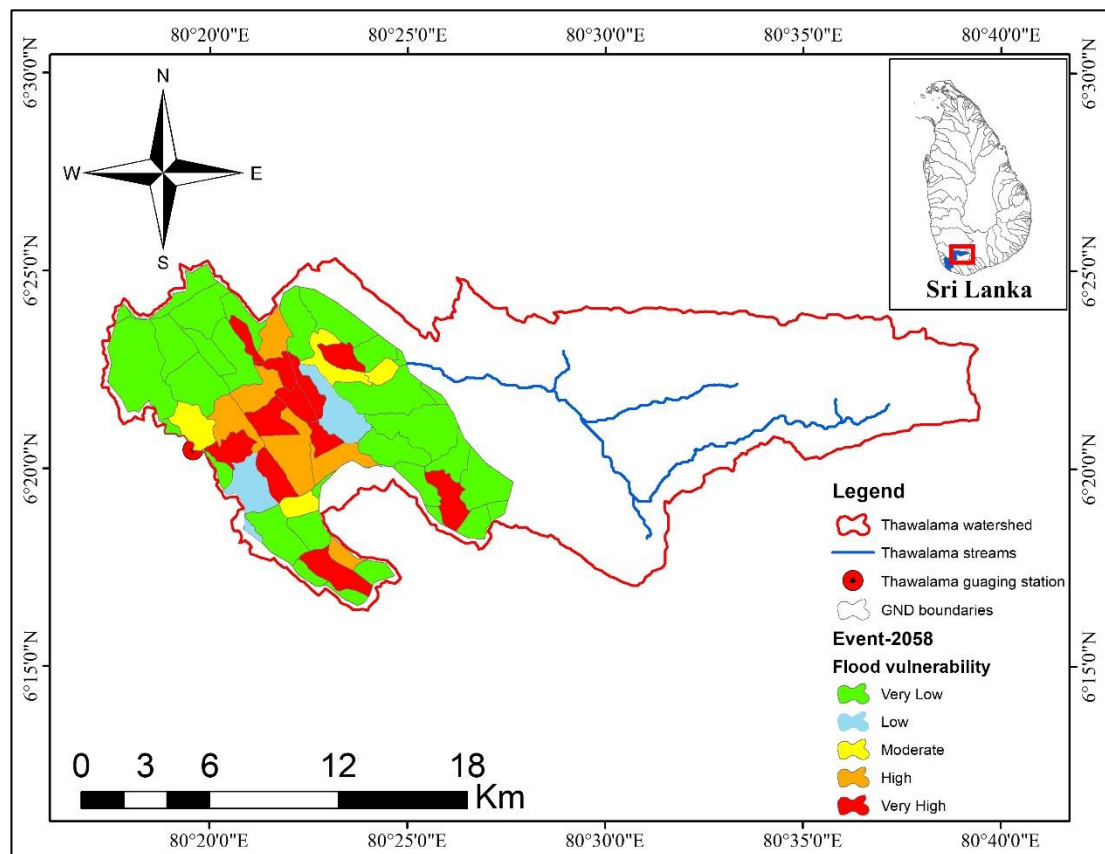 80°20'0"E 80°25'0"E 80°30'0"E 80°35'0"E 80°40'0"E
6°30'0"N
6°30'0"N
N
W E
S
Sri Lanka
6°25'0"N
6°25'0"N
6°20'0"N
6°20'0"N
Legend
Thawalama watershed
Thawalama streams
Thawalama guaging station
GND boundaries
Event-2058
Flood vulnerability
Very Low
Low
Moderate
High
Very High
6°15'0"N
6°15'0"N
0 3 6 12 18
Km
80°20'0"E 80°25'0"E 80°30'0"E 80°35'0"E 80°40'0"E